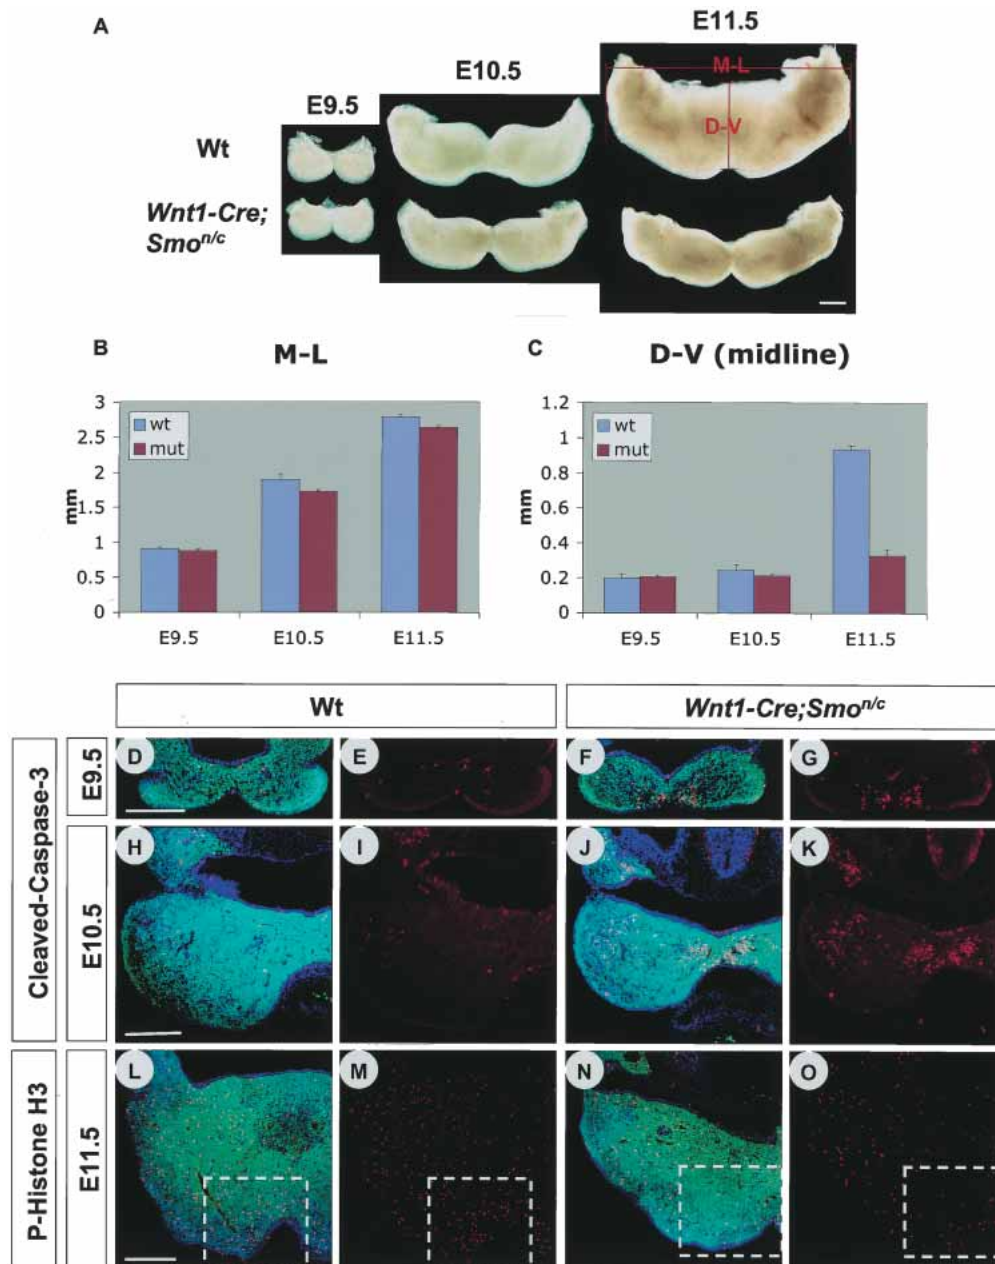 A
E11.5
E10.5
E9.5
M-L
D-V
Wt
Wnt1-Cre;
Smo^n/c
B
M-L
C
D-V (midline)
3
2.5
2
1.5
1
0.5
0
mm
wt
mut
E9.5
E10.5
E11.5
1.2
1
0.8
0.6
0.4
0.2
0
mm
wt
mut
E9.5
E10.5
E11.5
Wt
Wnt1-Cre;Smo^n/c
Cleaved-Caspase-3
E9.5
D
E
F
G
E10.5
H
I
J
K
P-Histone H3
E11.5
L
M
N
O